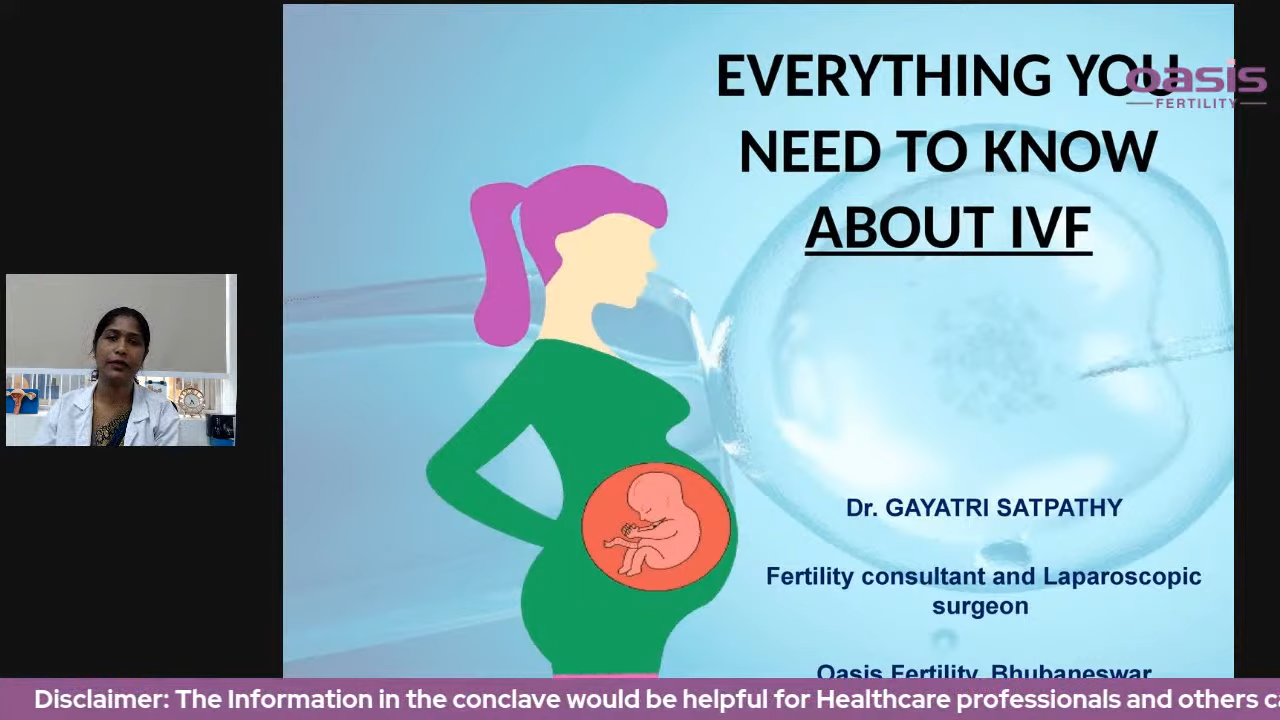 EVERYTHING YOU
NEED TO KNOW
ABOUT IVF
oasis
FERTILITY
Dr. GAYATRI SATPATHY
Fertility consultant and Laparoscopic
surgeon
Oasis Fertility, Bhubaneswar
Disclaimer: The Information in the conclave would be helpful for Healthcare professionals and others